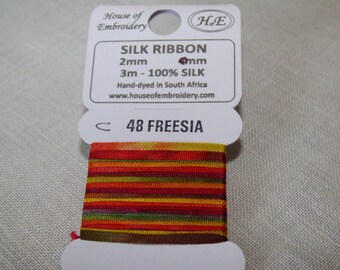 House of
Embroidery
HE
SILK RIBBON
2mm mm
3m - 100% SILK
Hand-dyed in South Africa
www.houseofembroidery.com
48 FREESIA